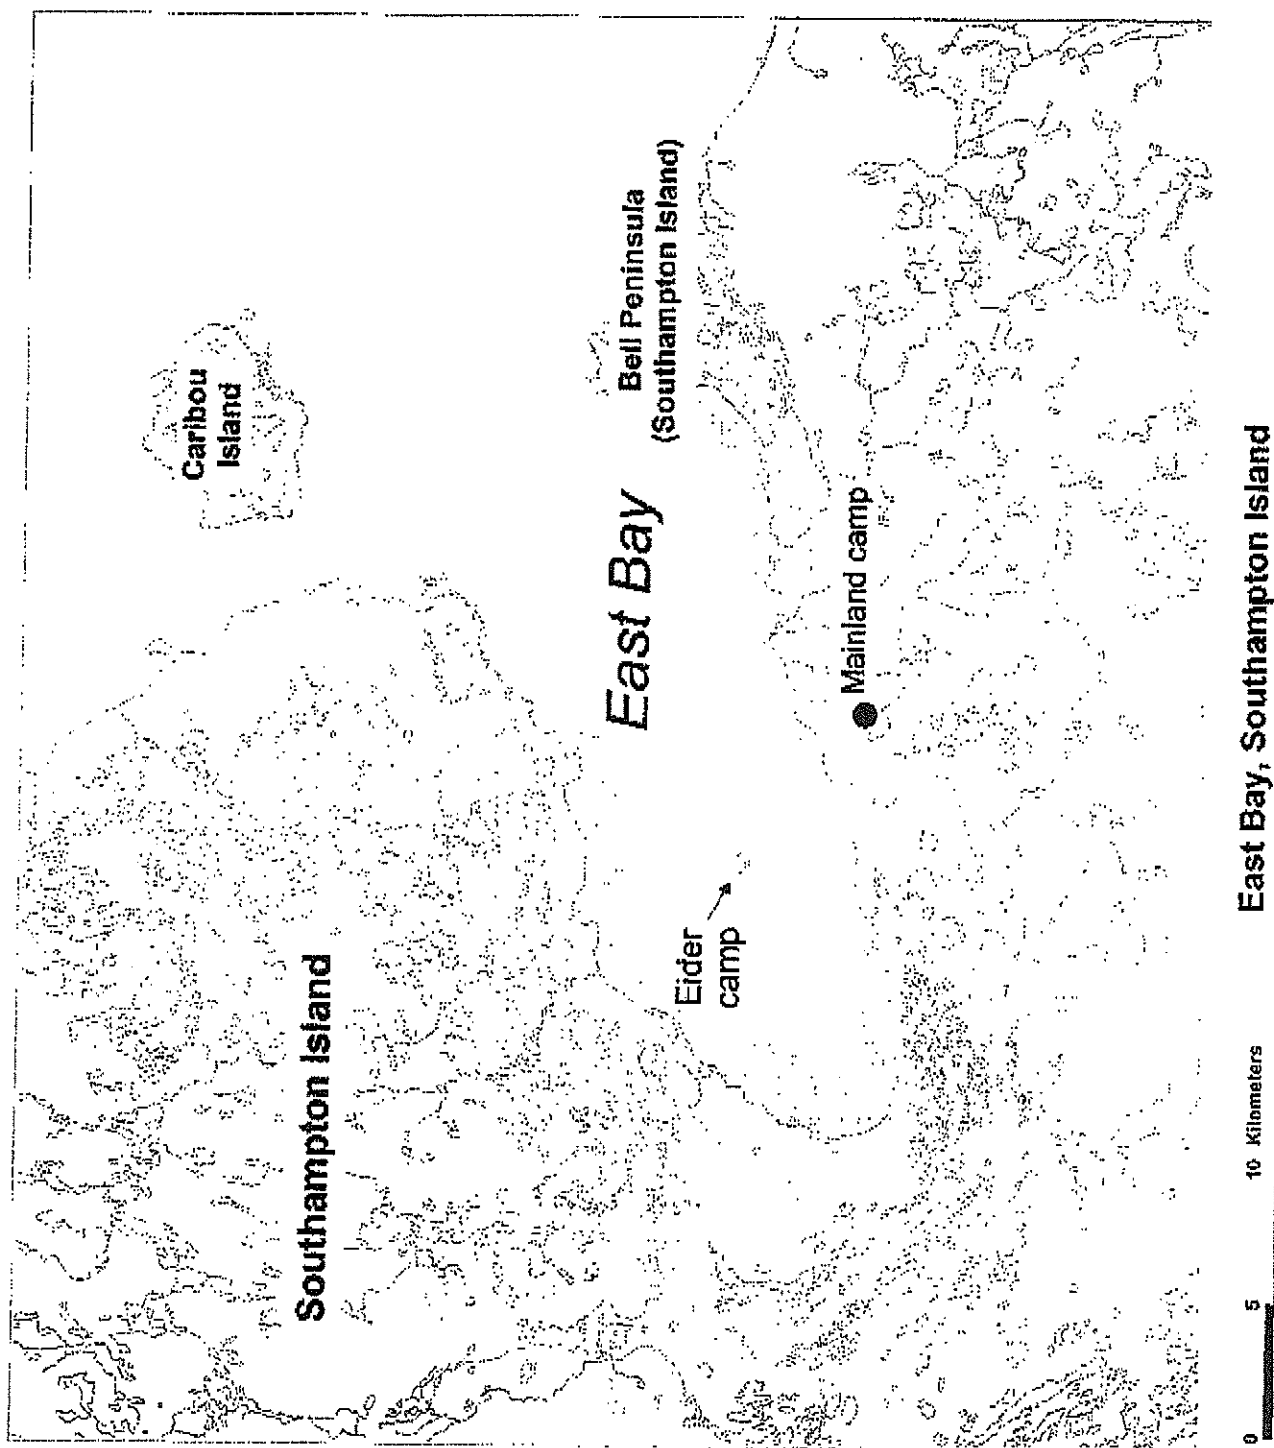 Caribou
Island
Southampton Island
Bell Peninsula
(Southampton Island)
East Bay
Eider
camp
Mainland camp
0 5 10 Kilometers
East Bay, Southampton Island